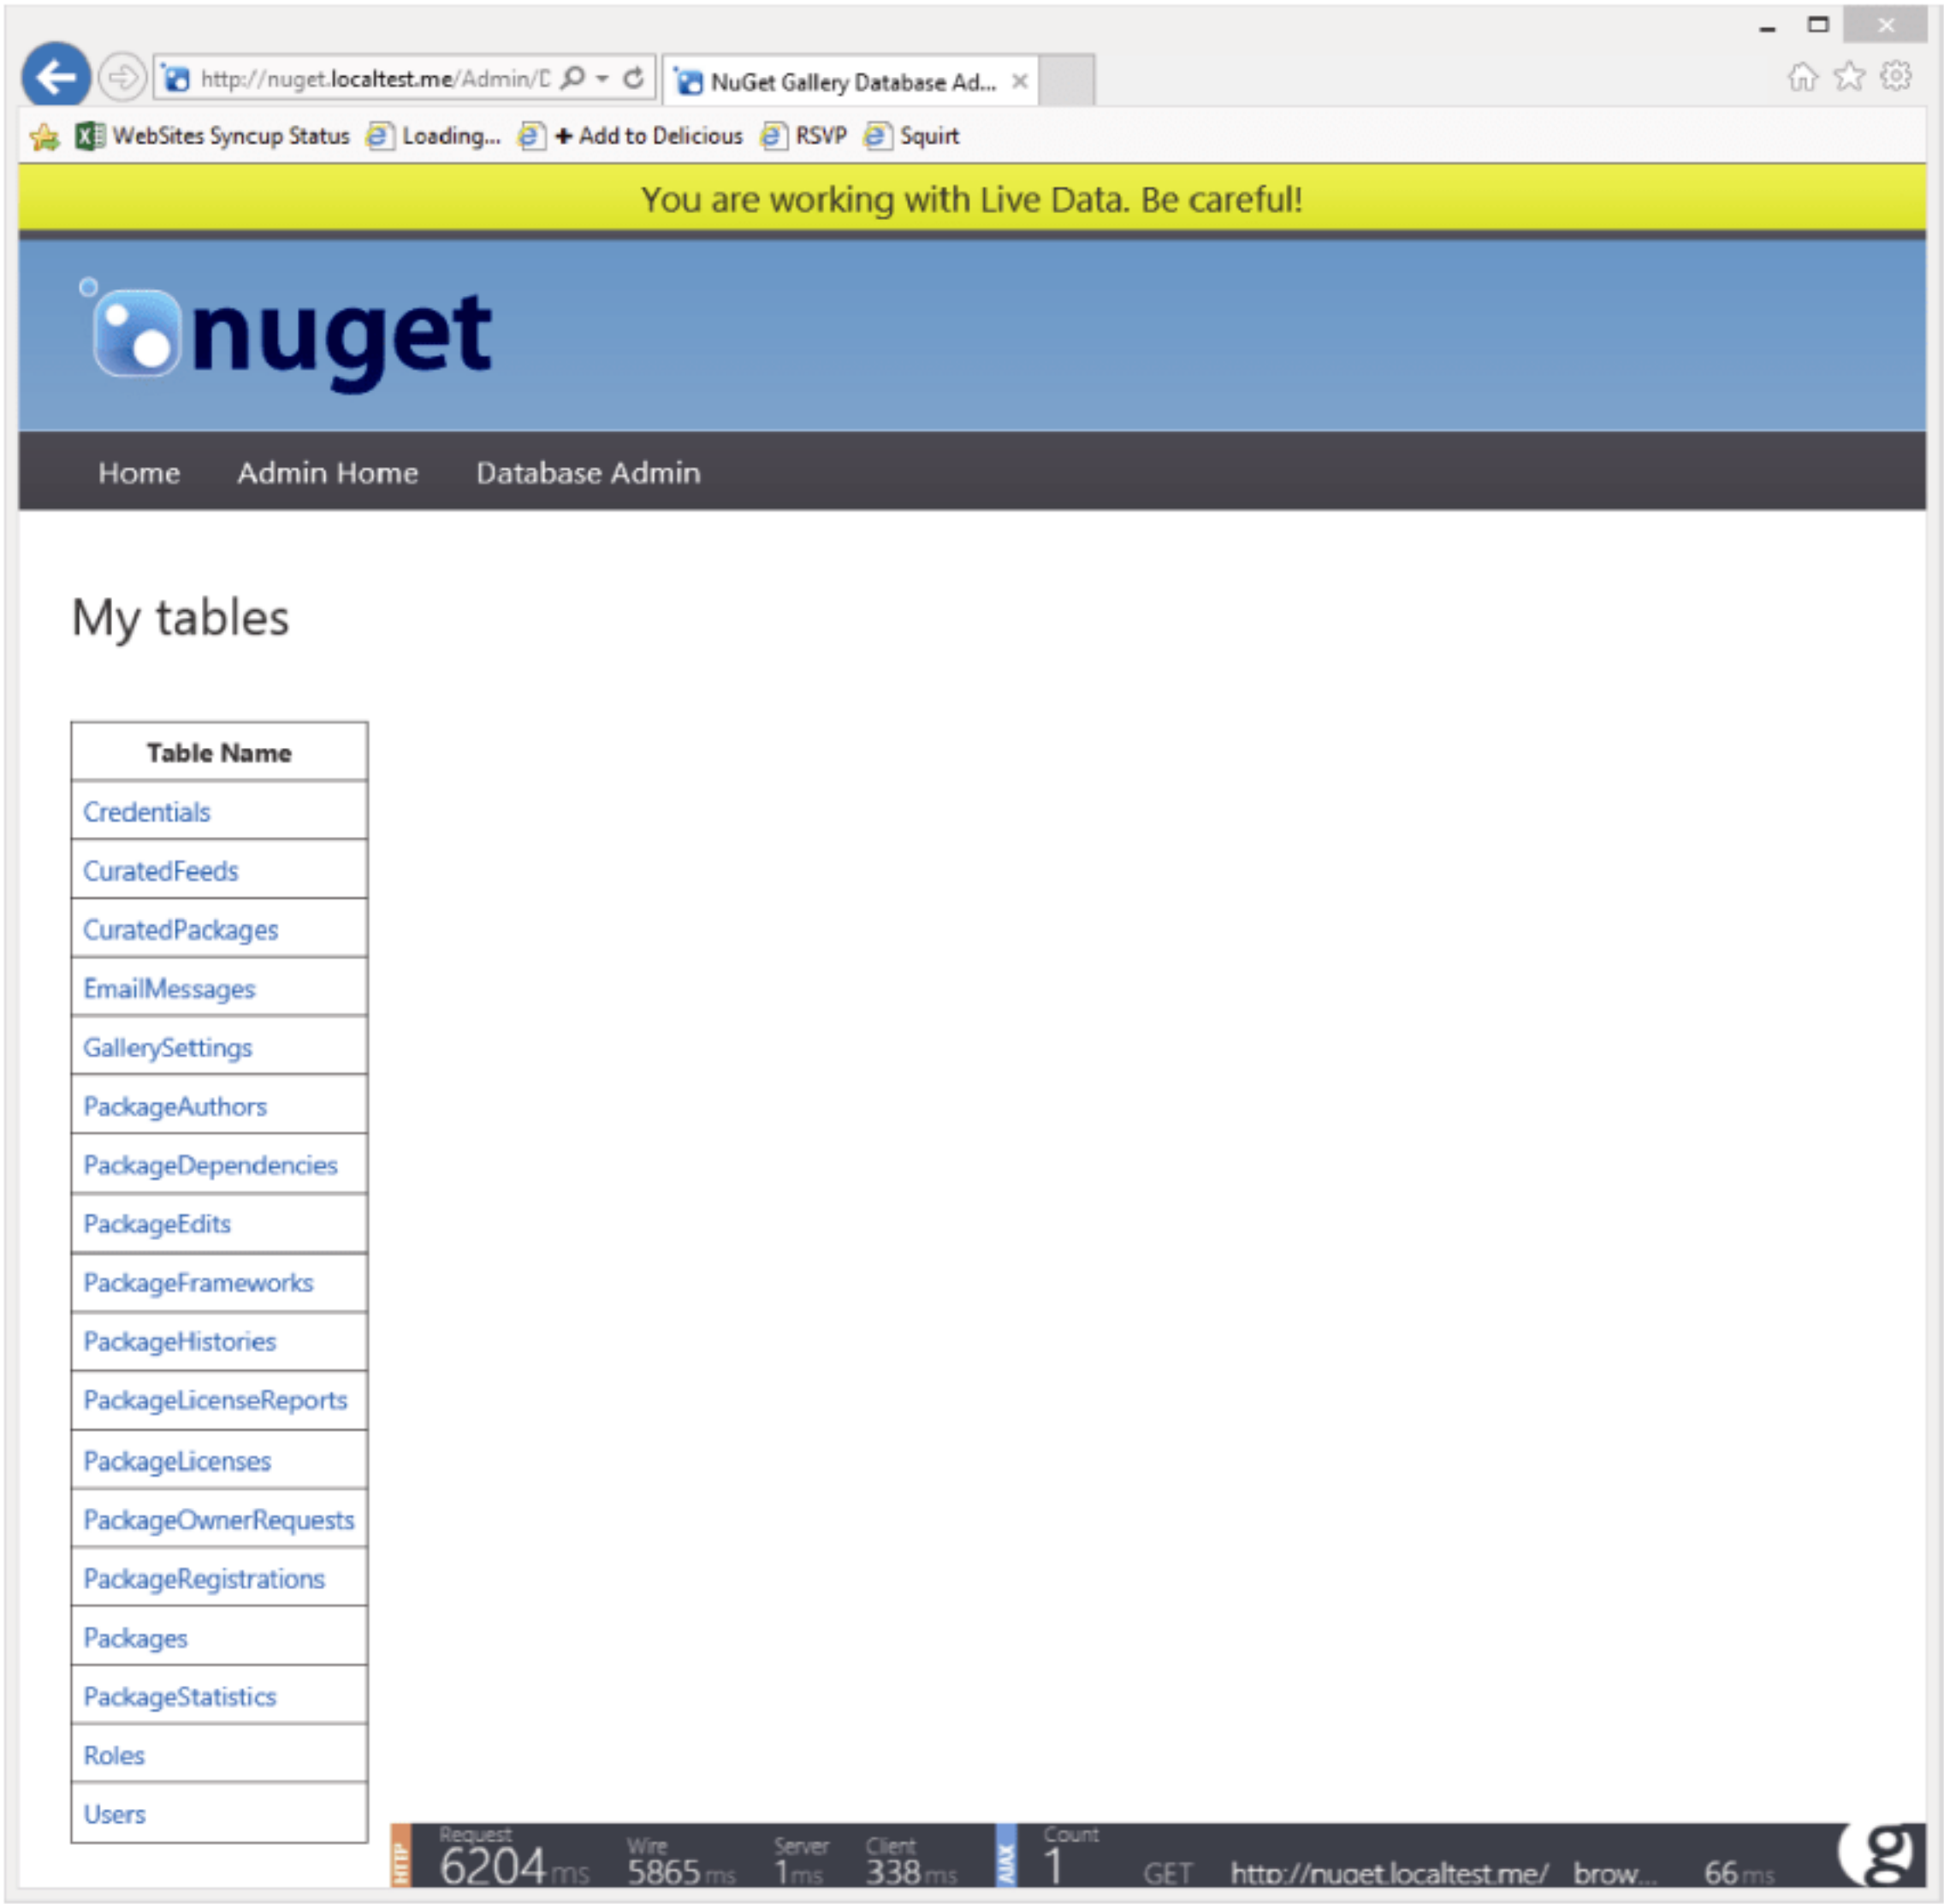 http://nuget.localtest.me/Admin/D
NuGet Gallery Database Ad...
WebSites Syncup Status Loading... + Add to Delicious RSVP Squirt
You are working with Live Data. Be careful!
nuget
Home Admin Home Database Admin
My tables
Table Name
Credentials
CuratedFeeds
CuratedPackages
EmailMessages
GallerySettings
PackageAuthors
PackageDependencies
PackageEdits
PackageFrameworks
PackageHistories
PackageLicenseReports
PackageLicenses
PackageOwnerRequests
PackageRegistrations
Packages
PackageStatistics
Roles
Users
HTTP Request 6204 ms Wire 5865 ms Server 1 ms Client 338 ms AJAX Count 1 GET http://nuget.localtest.me/ brow... 66 ms g